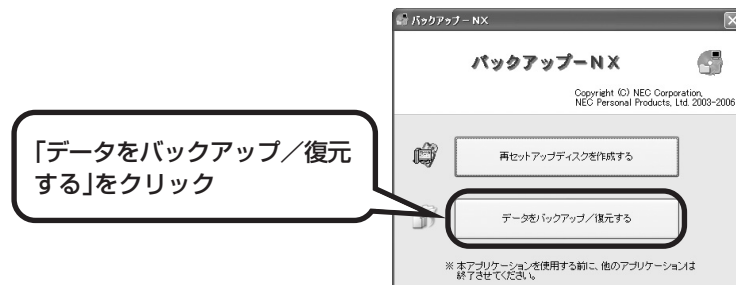 バックアップ-NX
バックアップ-NX
Copyright (C) NEC Corporation,
NEC Personal Products, Ltd. 2003-2006
「データをバックアップ／復元
する」をクリック
再セットアップディスクを作成する
データをバックアップ／復元する
※ 本アプリケーションを使用する前に、他のアプリケーションは
終了させてください。